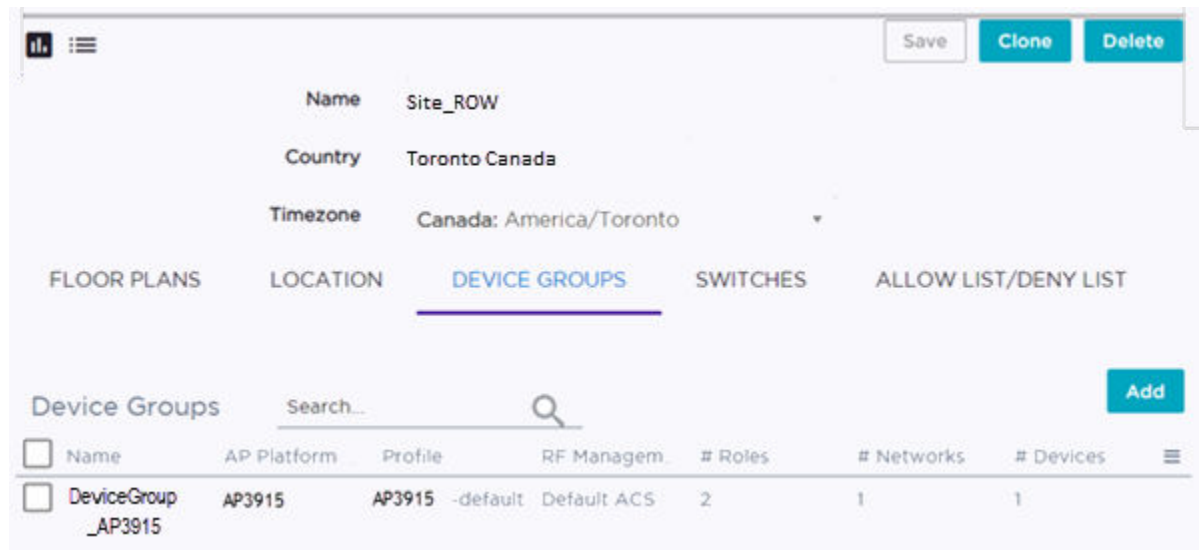 Save Clone Delete
Name Site_ROW
Country Toronto Canada
Timezone Canada: America/Toronto
FLOOR PLANS LOCATION DEVICE GROUPS SWITCHES ALLOW LIST/DENY LIST
Add
Device Groups Search...
Name AP Platform Profile RF Managem... # Roles # Networks # Devices
DeviceGroup AP3915 AP3915 -default Default ACS 2 1 1
_AP3915